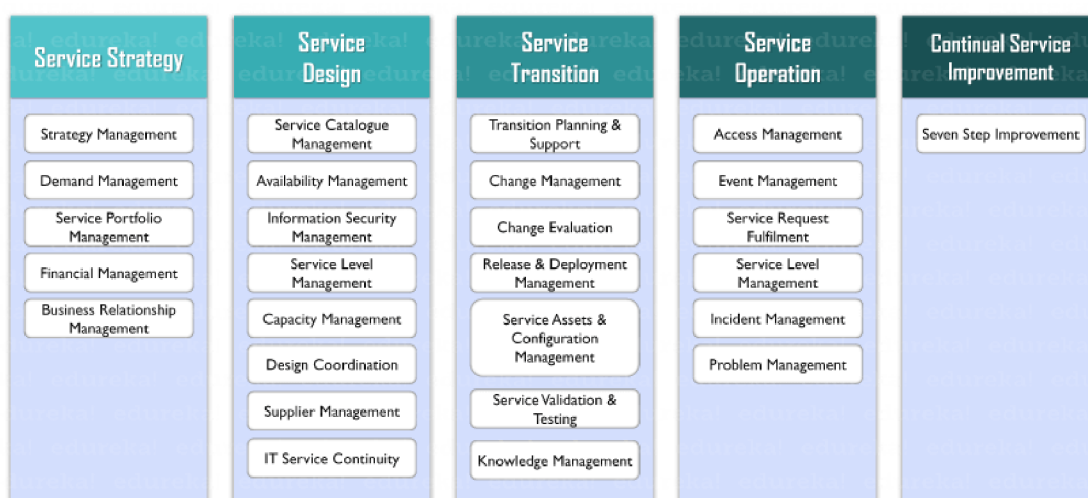 Service Strategy
Strategy Management
Demand Management
Service Portfolio
Management
Financial Management
Business Relationship
Management
Service
Design
Service Catalogue
Management
Availability Management
Information Security
Management
Service Level
Management
Capacity Management
Design Coordination
Supplier Management
IT Service Continuity
Service
Transition
Transition Planning &
Support
Change Management
Change Evaluation
Release & Deployment
Management
Service Assets &
Configuration
Management
Service Validation &
Testing
Knowledge Management
Service
Operation
Access Management
Event Management
Service Request
Fulfilment
Service Level
Management
Incident Management
Problem Management
Continual Service
Improvement
Seven Step Improvement